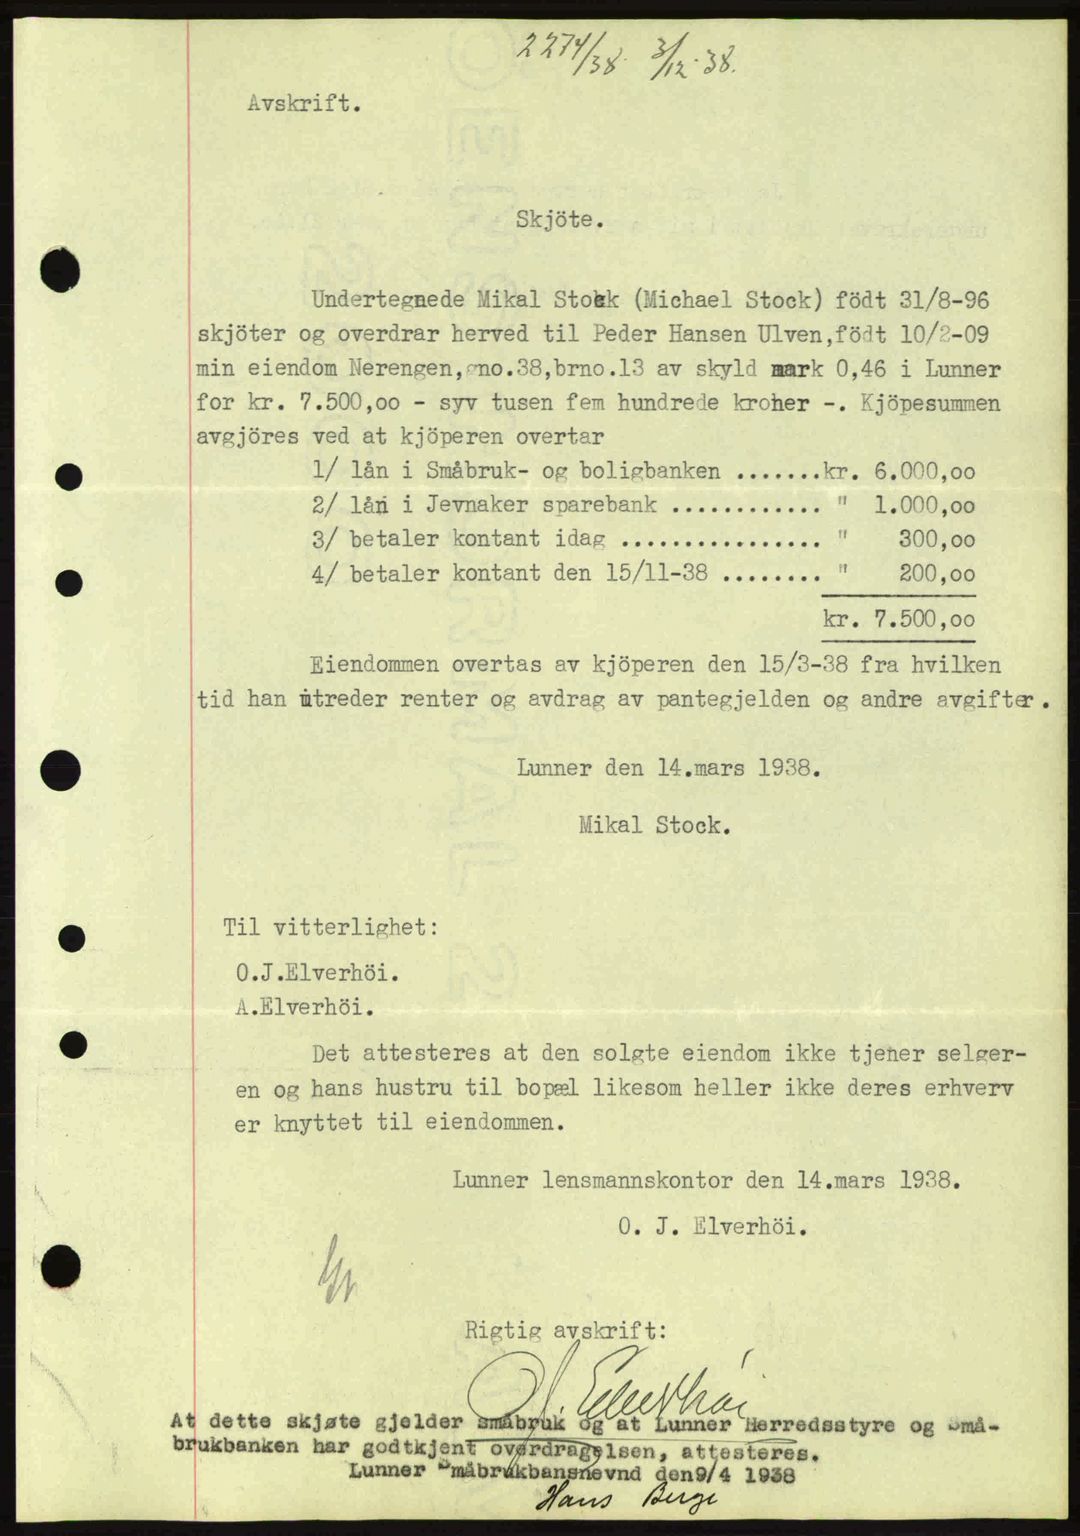 2274/38. 3/12.38.
Avskrift.
Skjöte.
Undertegnede Mikal Stock (Michael Stock) födt 31/8-96
skjöter og overdrar herved til Peder Hansen Ulven,födt 10/2-09
min eiendom Nerengen,gno.38,brno.13 av skyld mark 0,46 i Lunner
for kr. 7.500,oo - syv tusen fem hundrede kroner -. Kjöpesummen
avgjöres ved at kjöperen overtar
1/ lån i Småbruk- og boligbanken .......kr. 6.000,oo
2/ lån i Jevnaker sparebank ............ " 1.000,oo
3/ betaler kontant idag ................ " 300,oo
4/ betaler kontant den 15/11-38 ........ " 200,oo
kr. 7.500,oo
Eiendommen overtas av kjöperen den 15/3-38 fra hvilken
tid han utreder renter og avdrag av pantegjelden og andre avgifter.
Lunner den 14.mars 1938.
Mikal Stock.
Til vitterlighet:
O.J.Elverhöi.
A.Elverhöi.
Det attesteres at den solgte eiendom ikke tjener selger-
en og hans hustru til bopæl likesom heller ikke deres erhverv
er knyttet til eiendommen.
Lunner lensmannskontor den 14.mars 1938.
O. J. Elverhöi.
Rigtig avskrift:
O.J. Elverhöi
At dette skjøte gjelder småbruk og at Lunner Herredsstyre og Små-
brukbanken har godtkjent overdragelsen, attesteres.
Lunner Småbrukbansnevnd den9/4 1938
Hans Berge